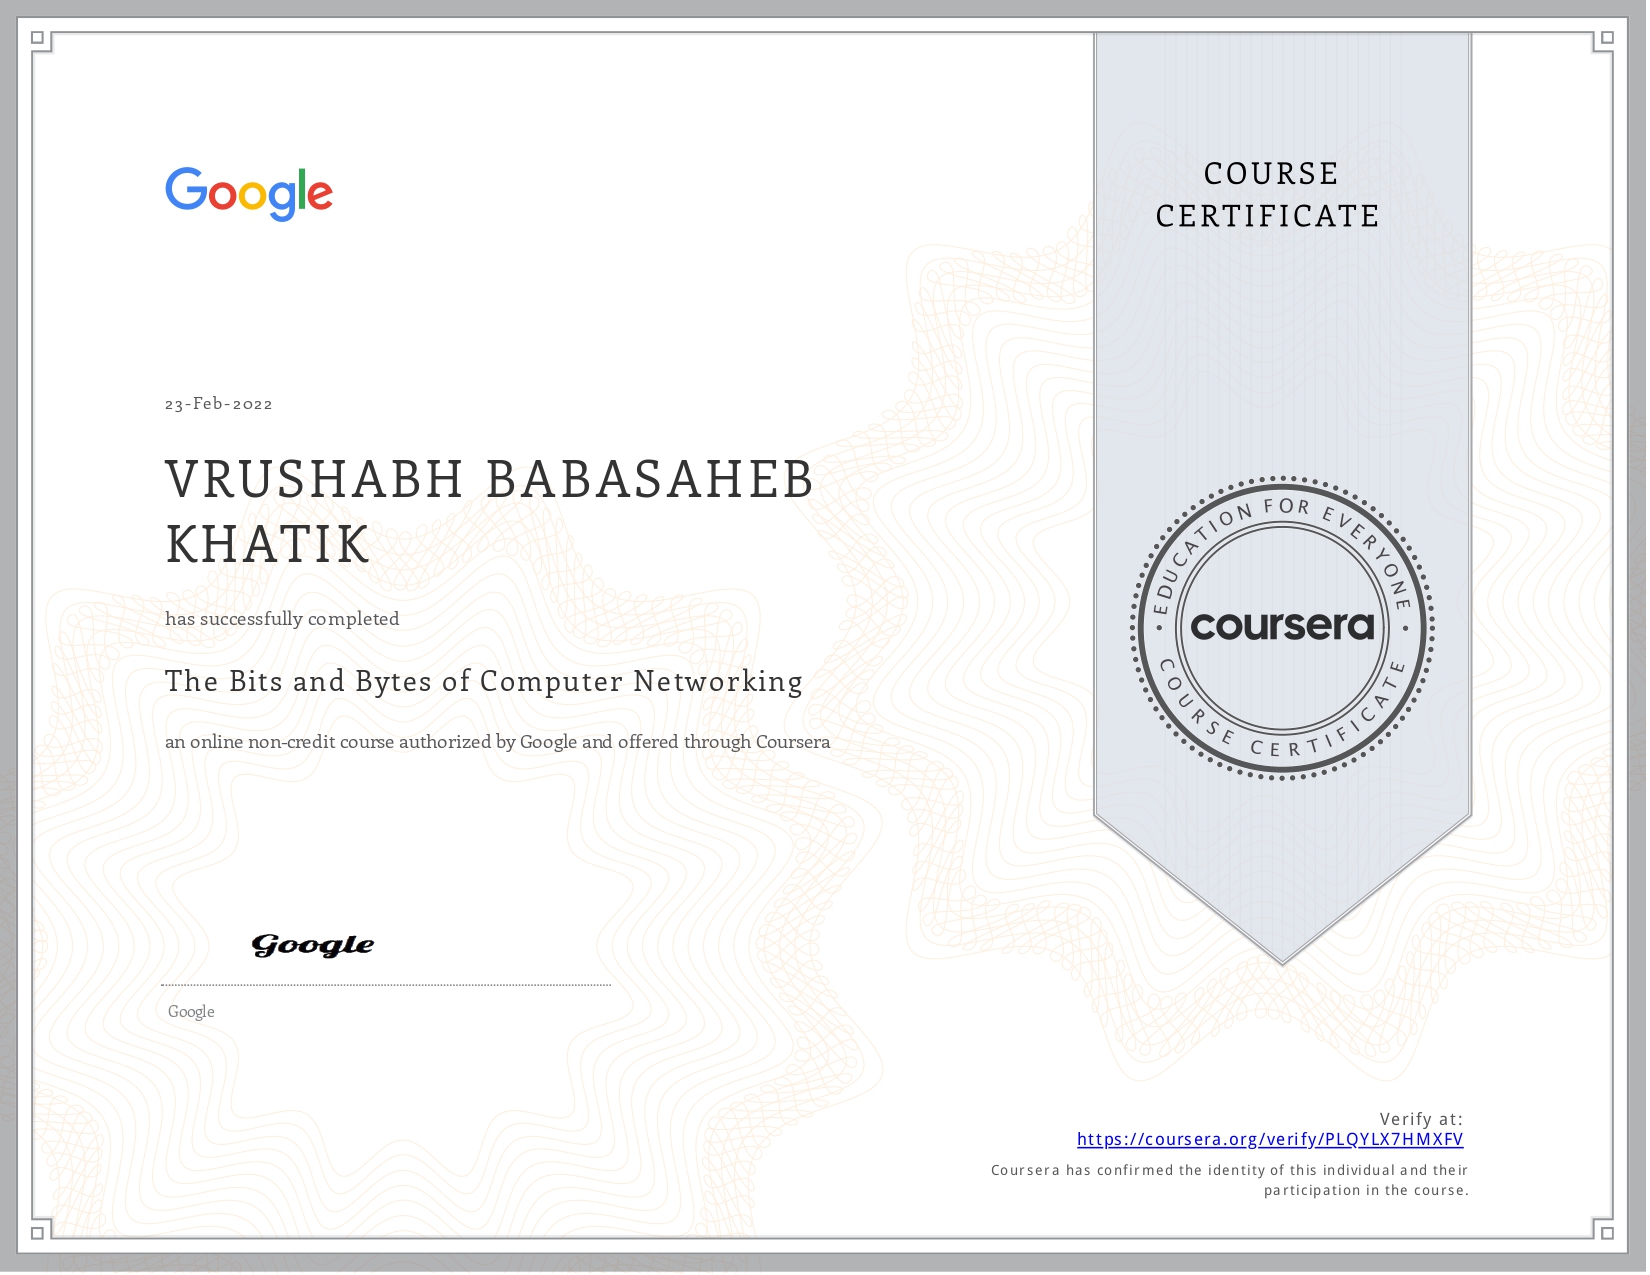 Google
COURSE
CERTIFICATE
23-Feb-2022
VRUSHABH BABASAHEB
KHATIK
has successfully completed
The Bits and Bytes of Computer Networking
an online non-credit course authorized by Google and offered through Coursera
EDUCATION FOR EVERYONE
coursera
COURSE CERTIFICATE
Google
Google
Verify at:
https://coursera.org/verify/PLQYLX7HMXFV
Coursera has confirmed the identity of this individual and their
participation in the course.